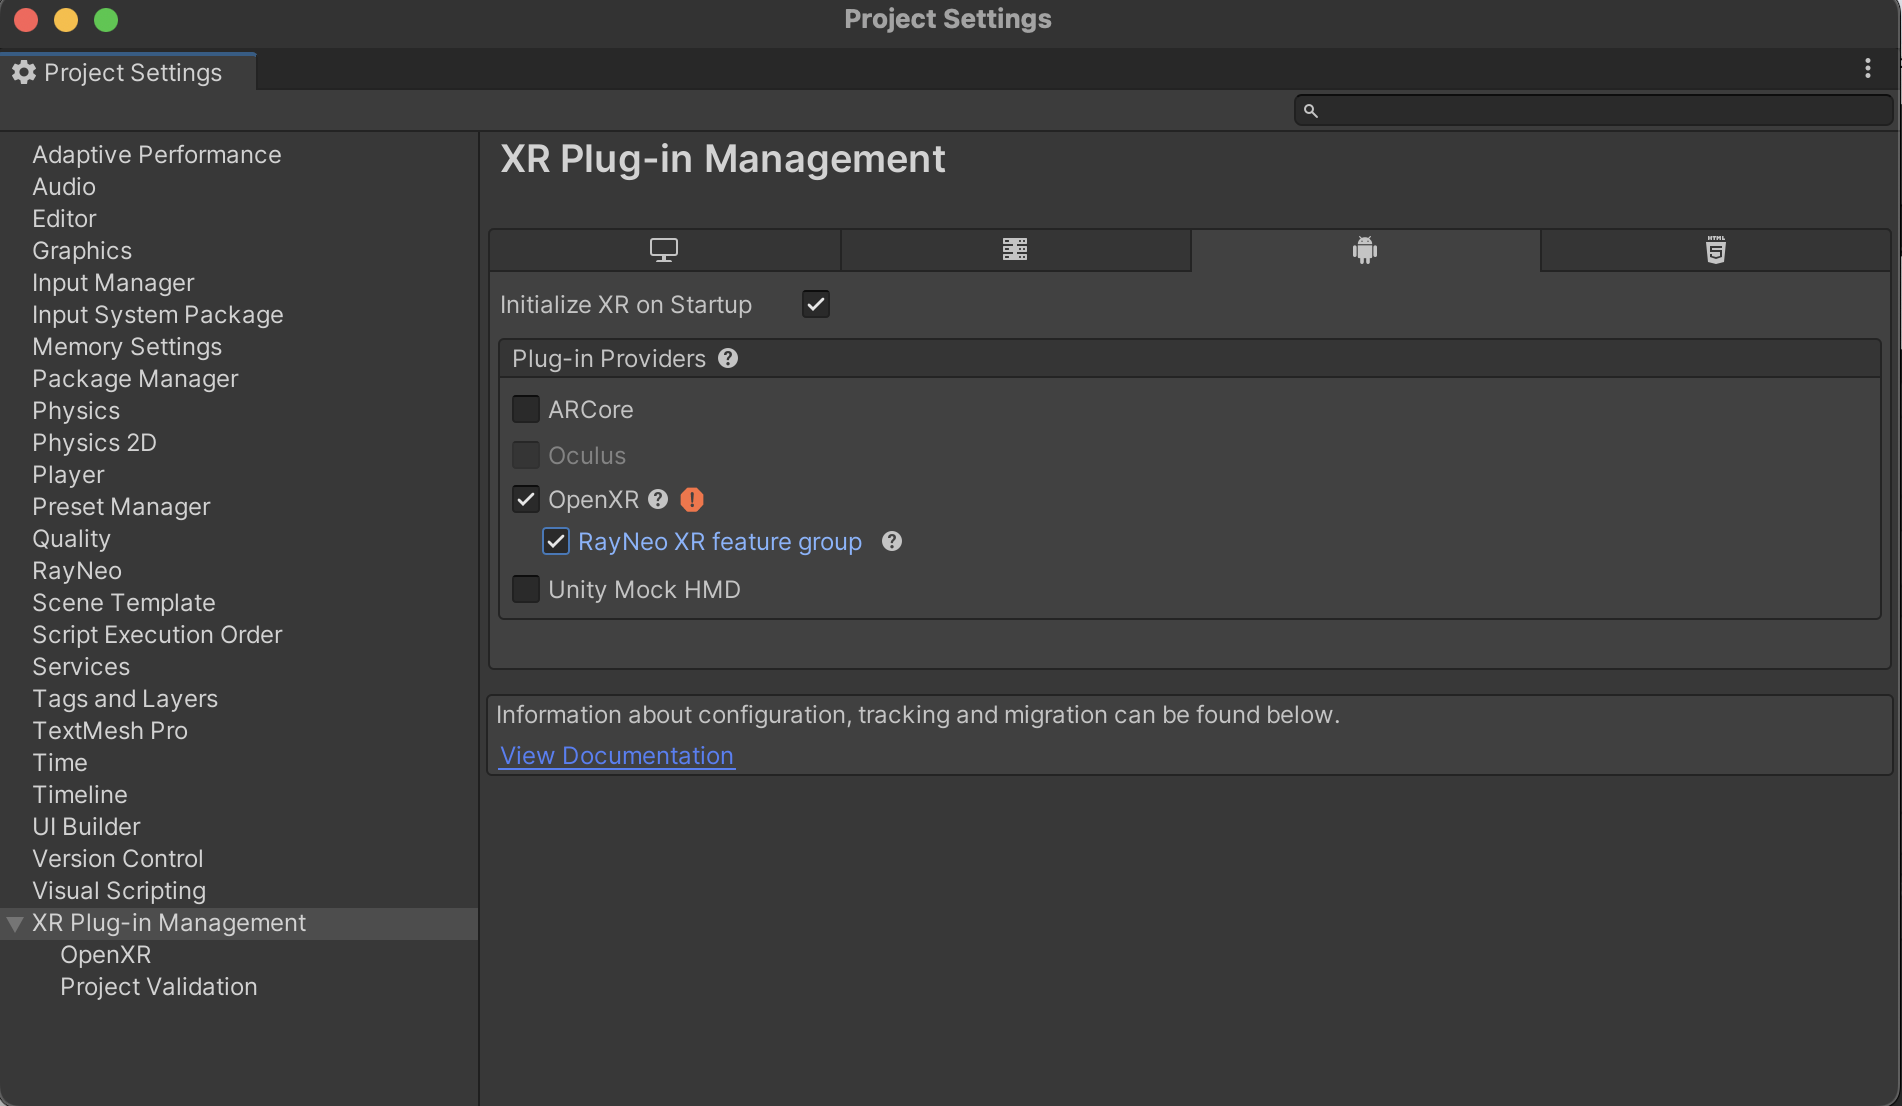 Project Settings
Project Settings
XR Plug-in Management
Adaptive Performance
Audio
Editor
Graphics
Input Manager
Input System Package
Memory Settings
Package Manager
Physics
Physics 2D
Player
Preset Manager
Quality
RayNeo
Scene Template
Script Execution Order
Services
Tags and Layers
TextMesh Pro
Time
Timeline
UI Builder
Version Control
Visual Scripting
XR Plug-in Management
OpenXR
Project Validation
HTML
5
Initialize XR on Startup
Plug-in Providers ?
ARCore
Oculus
OpenXR ? !
RayNeo XR feature group ?
Unity Mock HMD
Information about configuration, tracking and migration can be found below.
View Documentation